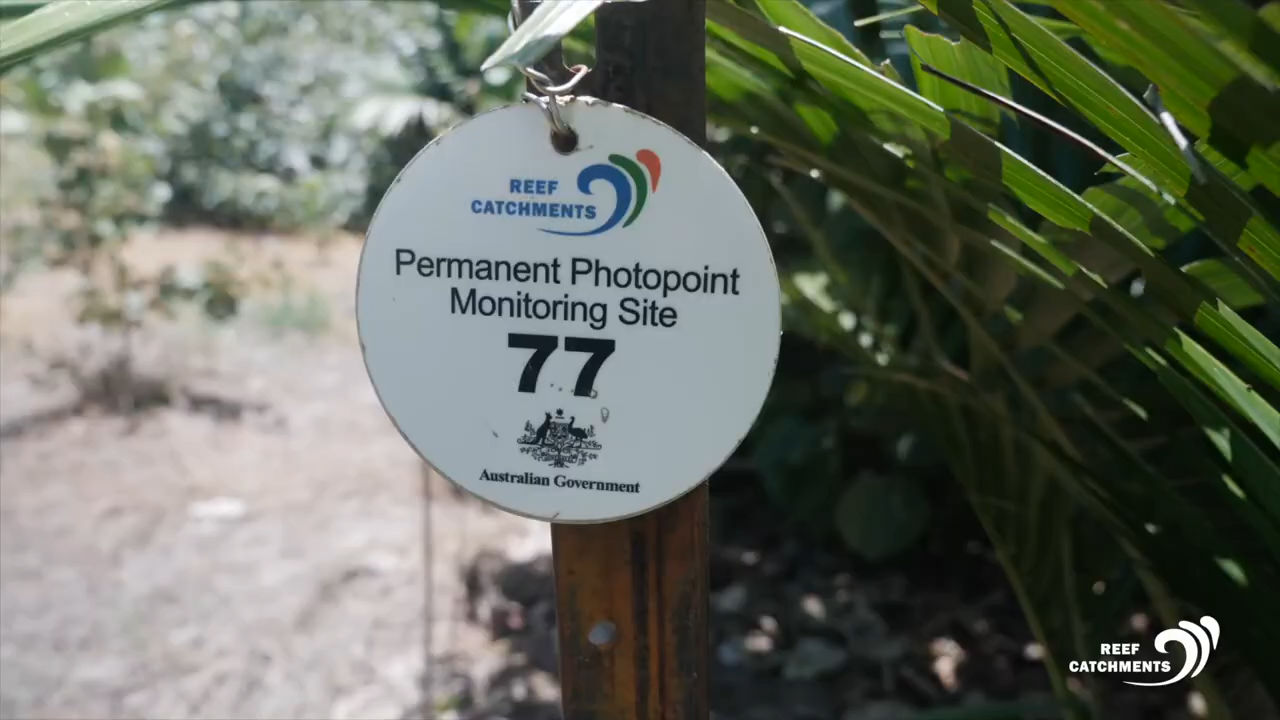 REEF
CATCHMENTS
Permanent Photopoint
Monitoring Site
77
Australian Government
REEF
CATCHMENTS